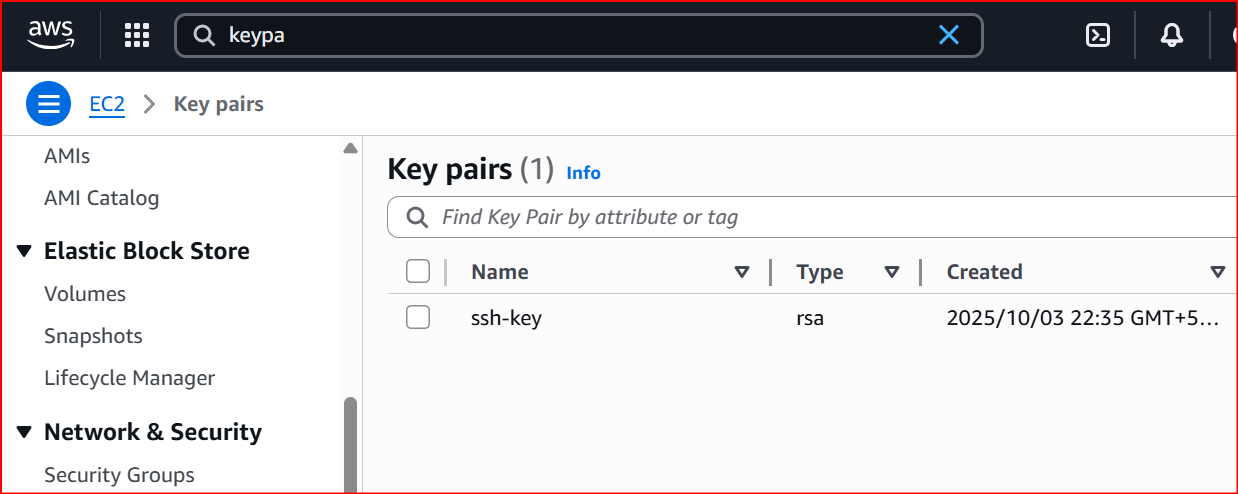 aws
keypa
EC2 > Key pairs
AMIs
AMI Catalog
Elastic Block Store
Volumes
Snapshots
Lifecycle Manager
Network & Security
Security Groups
Key pairs (1) Info
Find Key Pair by attribute or tag
Name Type Created
ssh-key rsa 2025/10/03 22:35 GMT+5...